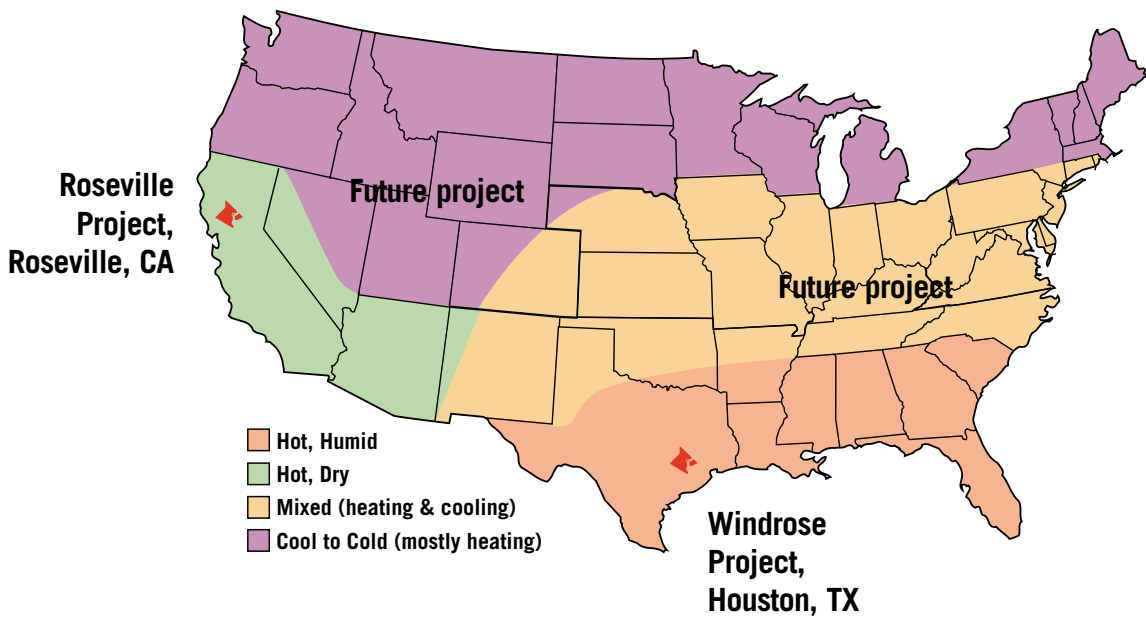 Future project
Roseville
Project,
Roseville, CA
Future project
Hot, Humid
Hot, Dry
Mixed (heating & cooling)
Cool to Cold (mostly heating)
Windrose
Project,
Houston, TX